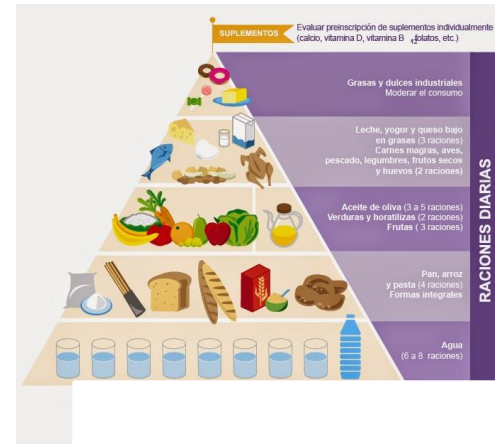 SUPLEMENTOS
Evaluar preinscripción de suplementos individualmente
(calcio, vitamina D, vitamina B 12 folatos, etc.)
Grasas y dulces industriales
Moderar el consumo
Leche, yogur y queso bajo
en grasas (3 raciones)
Carnes magras, aves,
pescado, legumbres, frutos secos
y huevos (2 raciones)
Aceite de oliva (3 a 5 raciones)
Verduras y horatilizas (2 raciones)
Frutas ( 3 raciones)
Pan, arroz
y pasta (4 raciones)
Formas integrales
Agua
(6 a 8 raciones)
RACIONES DIARIAS